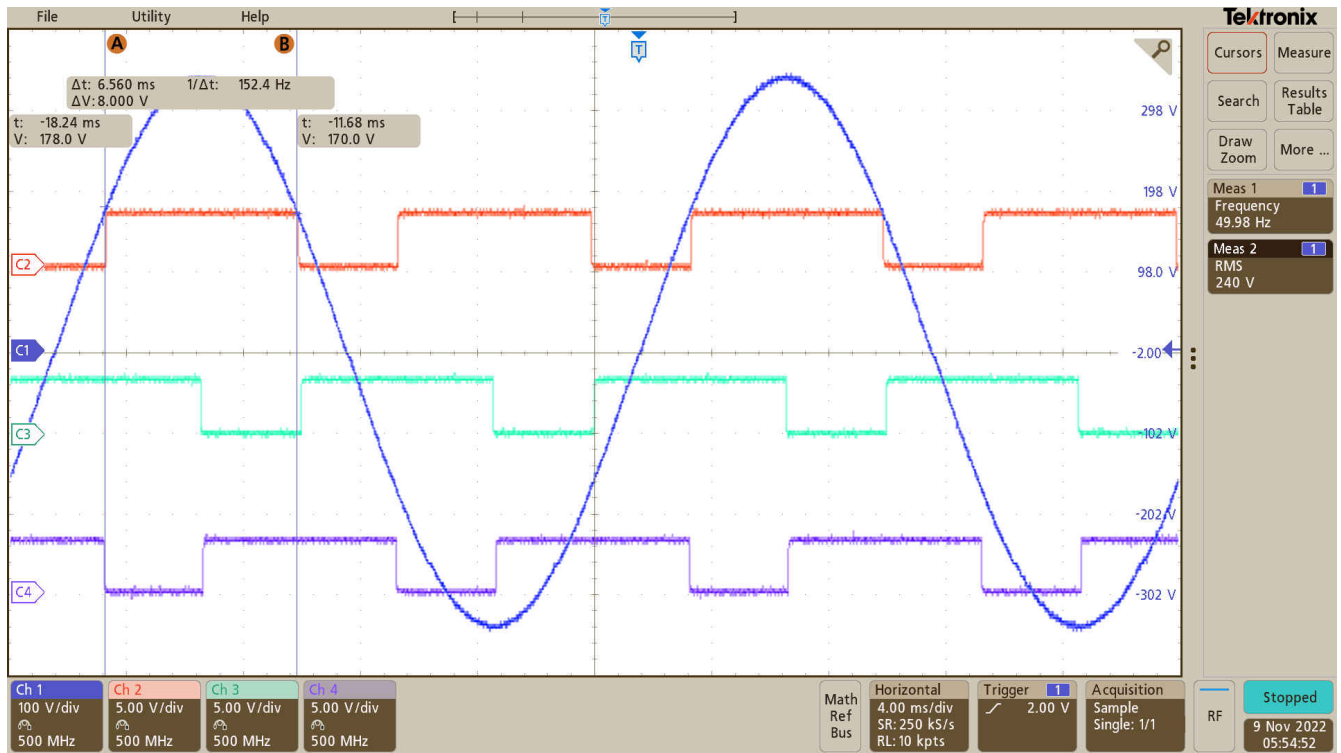 File Utility Help
Tektronix
A B
T
T
Δt: 6.560 ms 1/Δt: 152.4 Hz
ΔV: 8.000 V
t: -18.24 ms
V: 178.0 V
t: -11.68 ms
V: 170.0 V
298 V
198 V
98.0 V
-2.00
-102 V
-202 V
-302 V
C2
C1
C3
C4
Cursors
Measure
Search
Results
Table
Draw
Zoom
More ...
Meas 1 1
Frequency
49.98 Hz
Meas 2 1
RMS
240 V
Ch 1
100 V/div
500 MHz
Ch 2
5.00 V/div
500 MHz
Ch 3
5.00 V/div
500 MHz
Ch 4
5.00 V/div
500 MHz
Math
Ref
Bus
Horizontal
4.00 ms/div
SR: 250 kS/s
RL: 10 kpts
Trigger 1
2.00 V
Acquisition
Sample
Single: 1/1
RF
Stopped
9 Nov 2022
05:54:52